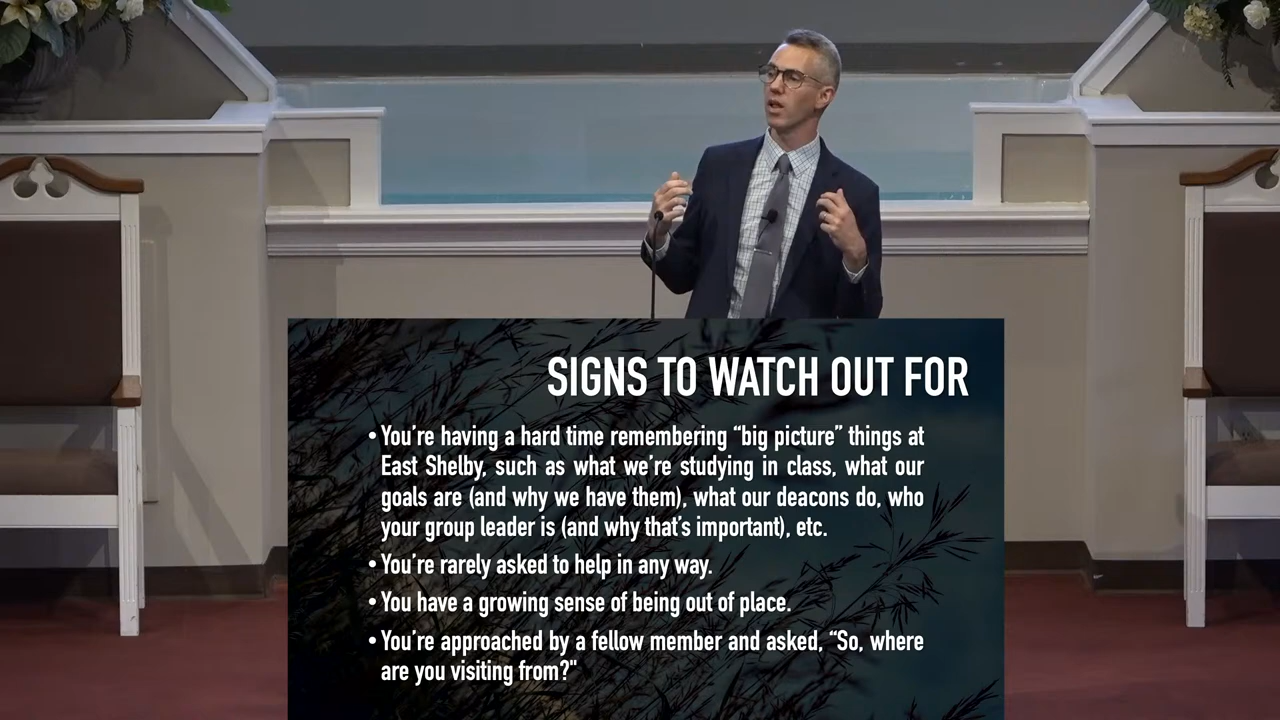 SIGNS TO WATCH OUT FOR
• You’re having a hard time remembering “big picture” things at
East Shelby, such as what we’re studying in class, what our
goals are (and why we have them), what our deacons do, who
your group leader is (and why that’s important), etc.
• You’re rarely asked to help in any way.
• You have a growing sense of being out of place.
• You’re approached by a fellow member and asked, “So, where
are you visiting from?"